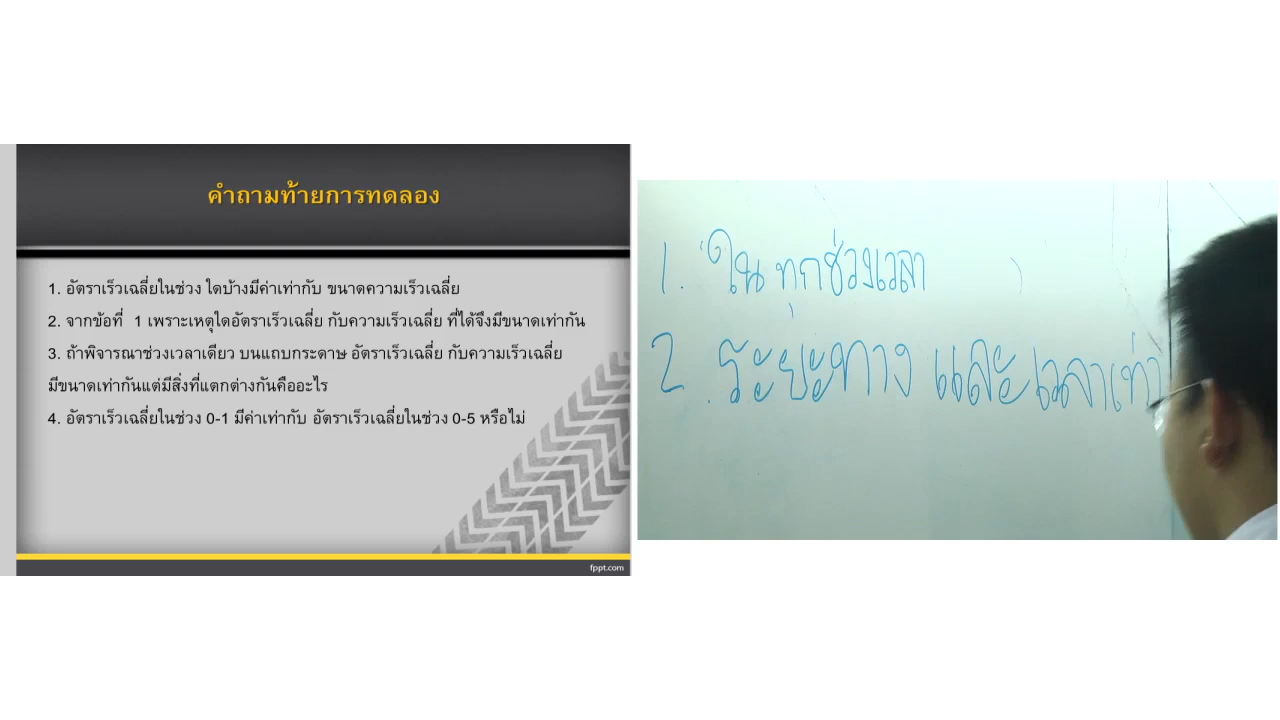 คำถามท้ายการทดลอง
1. อัตราเร็วเฉลี่ยในช่วง ใดบ้างมีค่าเท่ากับ ขนาดความเร็วเฉลี่ย
2. จากข้อที่ 1 เพราะเหตุใดอัตราเร็วเฉลี่ย กับความเร็วเฉลี่ย ที่ได้จึงมีขนาดเท่ากัน
3. ถ้าพิจารณาช่วงเวลาเดียว บนแถบกระดาษ อัตราเร็วเฉลี่ย กับความเร็วเฉลี่ย
มีขนาดเท่ากันแต่มีสิ่งที่แตกต่างกันคืออะไร
4. อัตราเร็วเฉลี่ยในช่วง 0-1 มีค่าเท่ากับ อัตราเร็วเฉลี่ยในช่วง 0-5 หรือไม่
fppt.com
1. ในทุกช่วงเวลา
2. ระยะทาง และเวลาเท่า